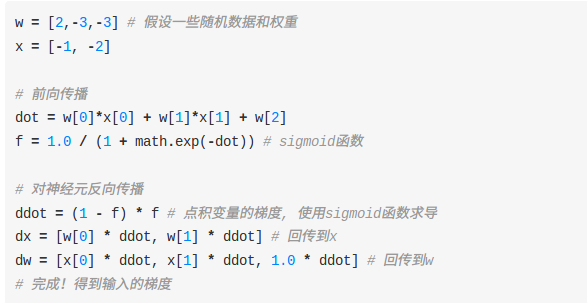 w = [2,-3,-3] # 假设一些随机数据和权重
x = [-1, -2]
# 前向传播
dot = w[0]*x[0] + w[1]*x[1] + w[2]
f = 1.0 / (1 + math.exp(-dot)) # sigmoid函数
# 对神经元反向传播
ddot = (1 - f) * f # 点积变量的梯度, 使用sigmoid函数求导
dx = [w[0] * ddot, w[1] * ddot] # 回传到x
dw = [x[0] * ddot, x[1] * ddot, 1.0 * ddot] # 回传到w
# 完成！得到输入的梯度